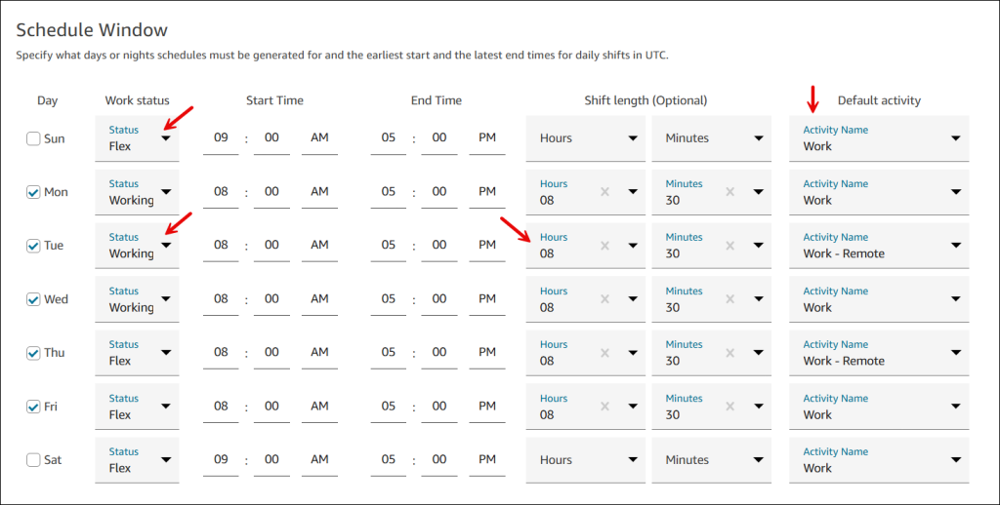 Schedule Window
Specify what days or nights schedules must be generated for and the earliest start and the latest end times for daily shifts in UTC.
Day Work status Start Time End Time Shift length (Optional) Default activity
Status Activity Name
Sun Flex 09 : 00 AM 05 : 00 PM Hours Minutes Work
Status Hours Minutes Activity Name
Mon Working 08 : 00 AM 05 : 00 PM 08 30 Work
Status Hours Minutes Activity Name
Tue Working 08 : 00 AM 05 : 00 PM 08 30 Work - Remote
Status Hours Minutes Activity Name
Wed Working 08 : 00 AM 05 : 00 PM 08 30 Work
Status Hours Minutes Activity Name
Thu Flex 08 : 00 AM 05 : 00 PM 08 30 Work - Remote
Status Hours Minutes Activity Name
Fri Flex 08 : 00 AM 05 : 00 PM 08 30 Work
Status Activity Name
Sat Flex 09 : 00 AM 05 : 00 PM Hours Minutes Work